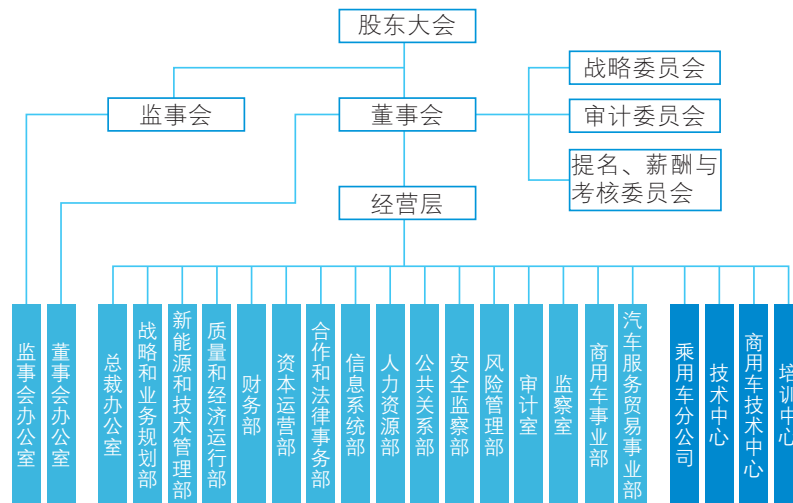 股东大会
战略委员会
监事会
董事会
审计委员会
提名、薪酬与
考核委员会
经营层
监事会办公室
董事会办公室
总裁办公室
战略和业务规划部
新能源和技术管理部
质量和经济运行部
财务部
资本运营部
合作和法律事务部
信息系统部
人力资源部
公共关系部
安全监察部
风险管理部
审计室
监察室
商用车事业部
汽车服务贸易事业部
乘用车分公司
技术中心
商用车技术中心
培训中心